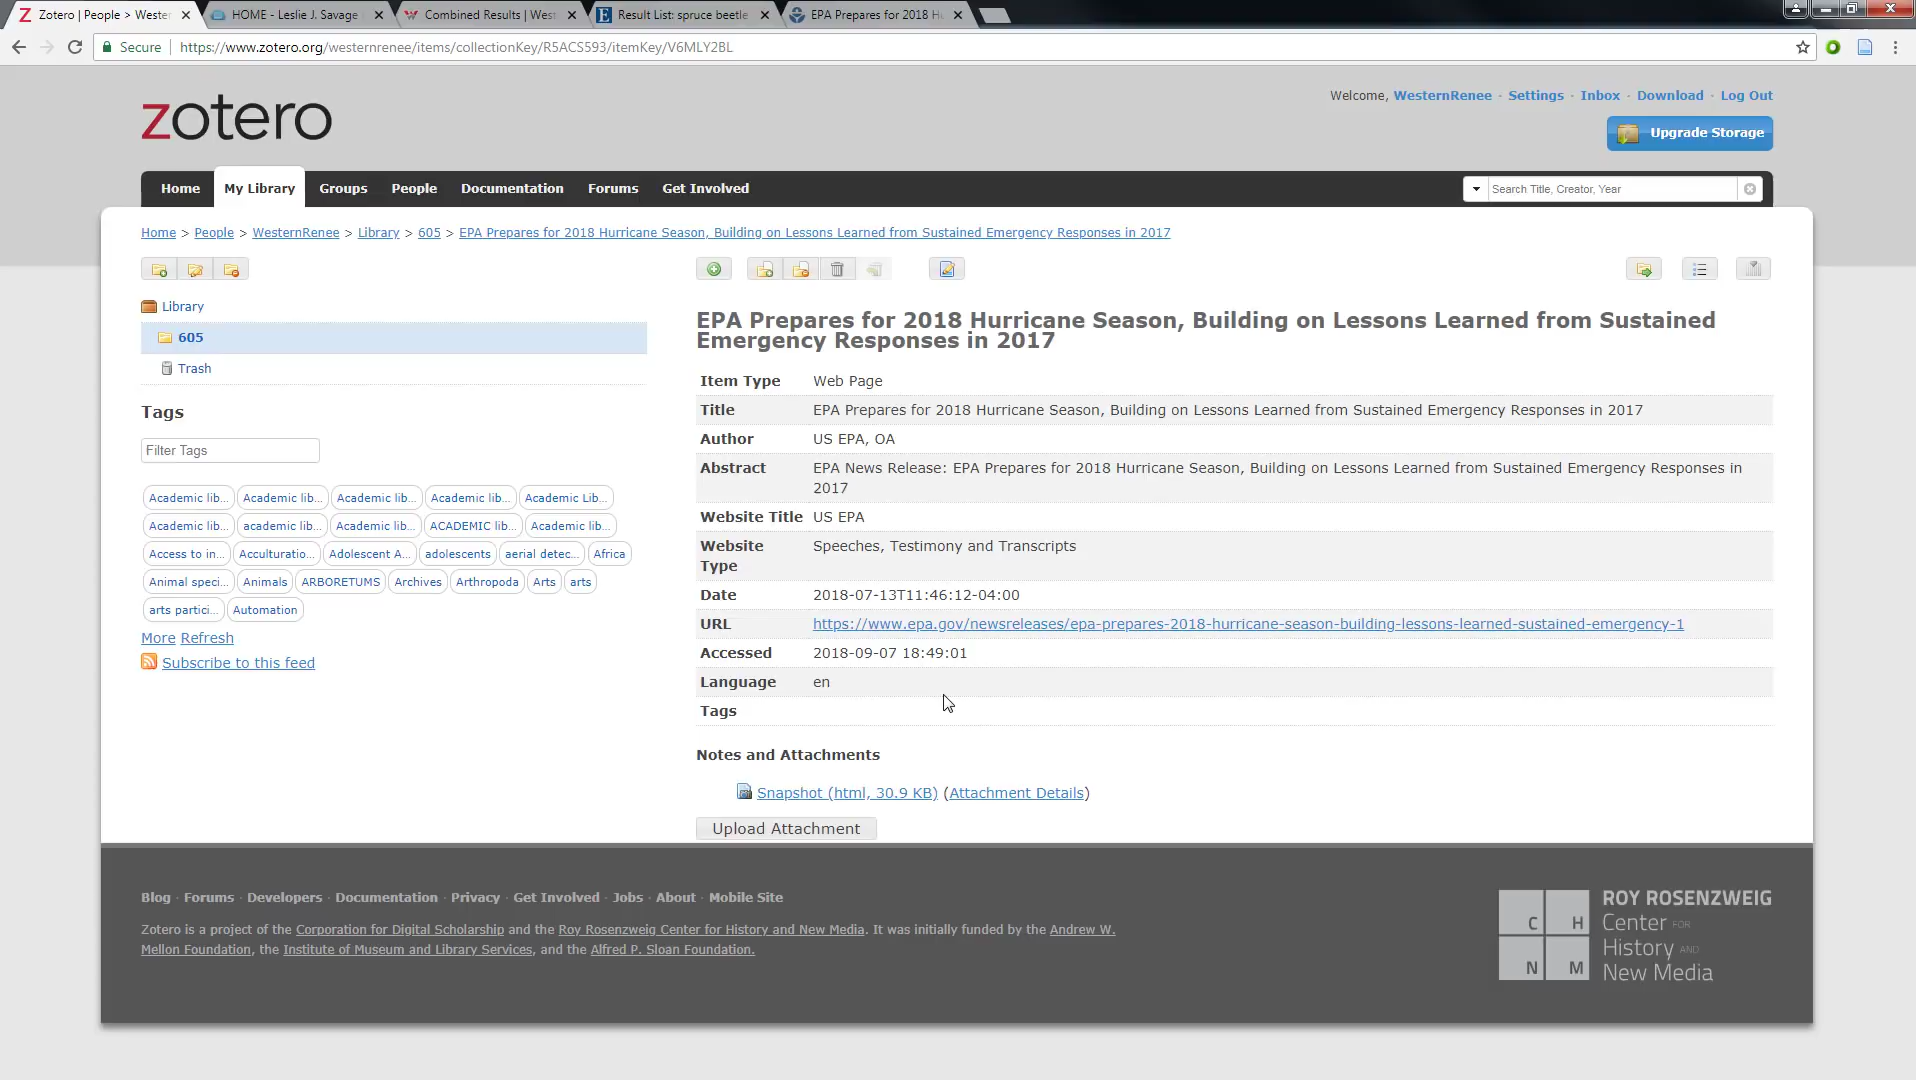 Zotero | People > Weste
HOME - Leslie J. Savage
Combined Results | West
Result List: spruce beetle
EPA Prepares for 2018 H
Secure
https://www.zotero.org/westernrenee/items/collectionKey/R5ACS593/itemKey/V6MLY2BL
zotero
Welcome, WesternRenee · Settings · Inbox · Download · Log Out
Upgrade Storage
Home My Library Groups People Documentation Forums Get Involved
Search Title, Creator, Year
Home > People > WesternRenee > Library > 605 > EPA Prepares for 2018 Hurricane Season, Building on Lessons Learned from Sustained Emergency Responses in 2017
Library
605
Trash
Tags
Filter Tags
Academic lib... Academic lib... Academic lib... Academic lib... Academic Lib...
Academic lib... academic lib... Academic lib... ACADEMIC lib... Academic lib...
Access to in... Acculturatio... Adolescent A... adolescents aerial detec... Africa
Animal speci... Animals ARBORETUMS Archives Arthropoda Arts arts
arts partici... Automation
More Refresh
Subscribe to this feed
EPA Prepares for 2018 Hurricane Season, Building on Lessons Learned from Sustained
Emergency Responses in 2017
Item Type Web Page
Title EPA Prepares for 2018 Hurricane Season, Building on Lessons Learned from Sustained Emergency Responses in 2017
Author US EPA, OA
Abstract EPA News Release: EPA Prepares for 2018 Hurricane Season, Building on Lessons Learned from Sustained Emergency Responses in
2017
Website Title US EPA
Website Speeches, Testimony and Transcripts
Type
Date 2018-07-13T11:46:12-04:00
URL https://www.epa.gov/newsreleases/epa-prepares-2018-hurricane-season-building-lessons-learned-sustained-emergency-1
Accessed 2018-09-07 18:49:01
Language en
Tags
Notes and Attachments
Snapshot (html, 30.9 KB) (Attachment Details)
Upload Attachment
Blog · Forums · Developers · Documentation · Privacy · Get Involved · Jobs · About · Mobile Site
Zotero is a project of the Corporation for Digital Scholarship and the Roy Rosenzweig Center for History and New Media. It was initially funded by the Andrew W.
Mellon Foundation, the Institute of Museum and Library Services, and the Alfred P. Sloan Foundation.
C H
N M
ROY ROSENZWEIG
Center FOR
History AND
New Media